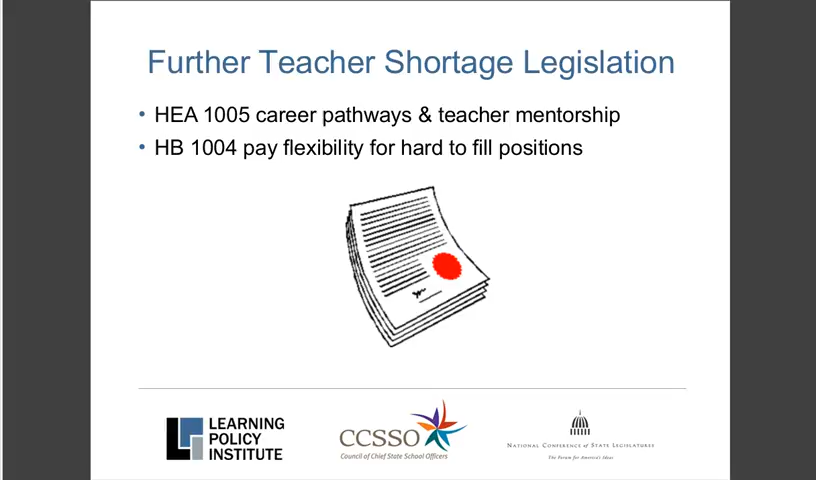 Further Teacher Shortage Legislation
• HEA 1005 career pathways & teacher mentorship
• HB 1004 pay flexibility for hard to fill positions
LEARNING
POLICY
INSTITUTE
CCSSO
Council of Chief State School Officers
NATIONAL CONFERENCE of STATE LEGISLATURES
The Forum for America's Ideas